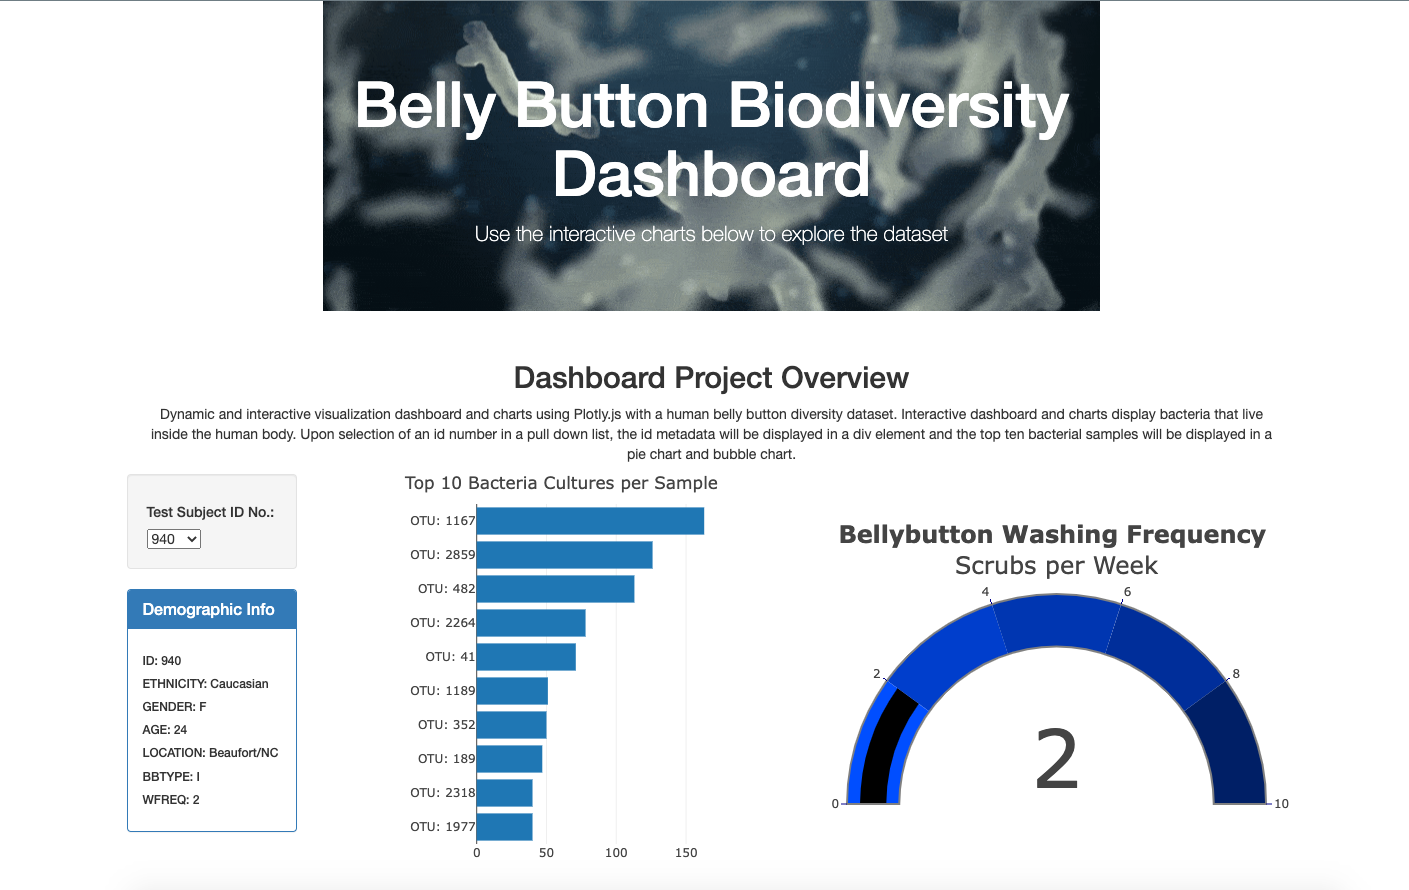 Belly Button Biodiversity
Dashboard
Use the interactive charts below to explore the dataset
Dashboard Project Overview
Dynamic and interactive visualization dashboard and charts using Plotly.js with a human belly button diversity dataset. Interactive dashboard and charts display bacteria that live
inside the human body. Upon selection of an id number in a pull down list, the id metadata will be displayed in a div element and the top ten bacterial samples will be displayed in a
pie chart and bubble chart.
Test Subject ID No.:
940
Demographic Info
ID: 940
ETHNICITY: Caucasian
GENDER: F
AGE: 24
LOCATION: Beaufort/NC
BBTYPE: I
WFREQ: 2
Top 10 Bacteria Cultures per Sample
OTU: 1167
OTU: 2859
OTU: 482
OTU: 2264
OTU: 41
OTU: 1189
OTU: 352
OTU: 189
OTU: 2318
OTU: 1977
0 50 100 150
Bellybutton Washing Frequency
Scrubs per Week
4 6
2 8
2
0 10